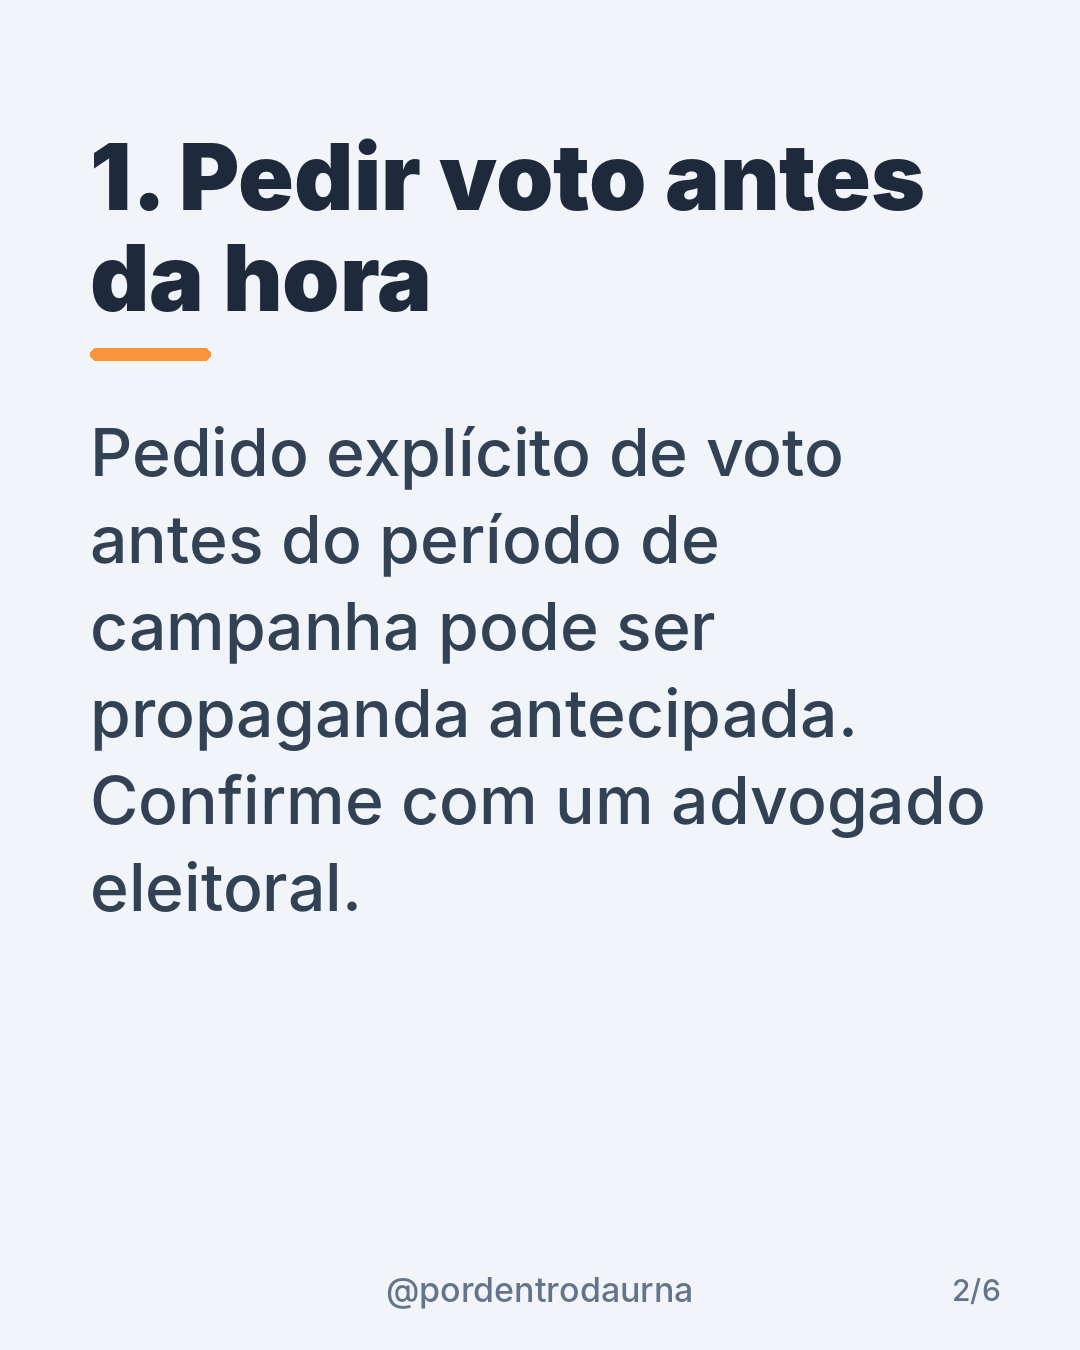 1. Pedir voto antes
da hora
Pedido explícito de voto
antes do período de
campanha pode ser
propaganda antecipada.
Confirme com um advogado
eleitoral.
@pordentrodaurna
2/6